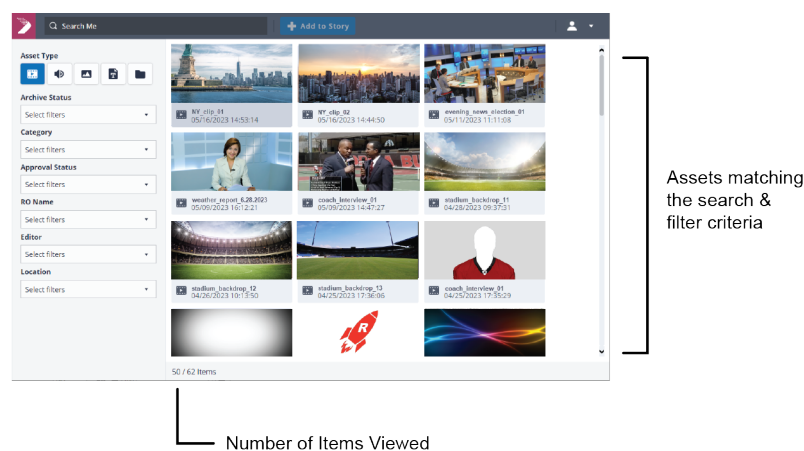 Search Me
Add to Story
Asset Type
Archive Status
Select filters
Category
Select filters
Approval Status
Select filters
RO Name
Select filters
Editor
Select filters
Location
Select filters
NY_clip_01
05/16/2023 14:53:14
NY_clip_02
05/16/2023 14:44:50
evening_news_election_01
05/11/2023 11:11:08
weather_report_6.28.2023
05/09/2023 16:12:21
coach_interview_01
05/09/2023 14:47:27
stadium_backdrop_11
04/28/2023 09:37:31
stadium_backdrop_12
04/26/2023 10:13:50
stadium_backdrop_13
04/25/2023 17:36:06
coach_interview_01
04/25/2023 17:35:29
R
50 / 62 Items
Assets matching
the search &
filter criteria
Number of Items Viewed